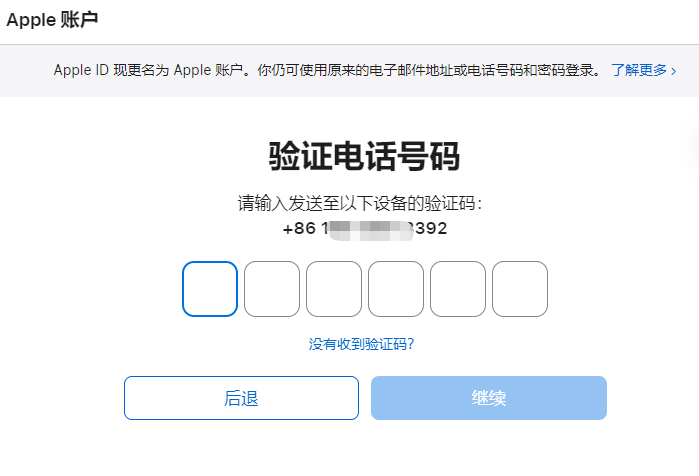 Apple 账户
Apple ID 现更名为 Apple 账户。你仍可使用原来的电子邮件地址或电话号码和密码登录。 了解更多 >
验证电话号码
请输入发送至以下设备的验证码：
+86 1 3392
没有收到验证码？
后退
继续